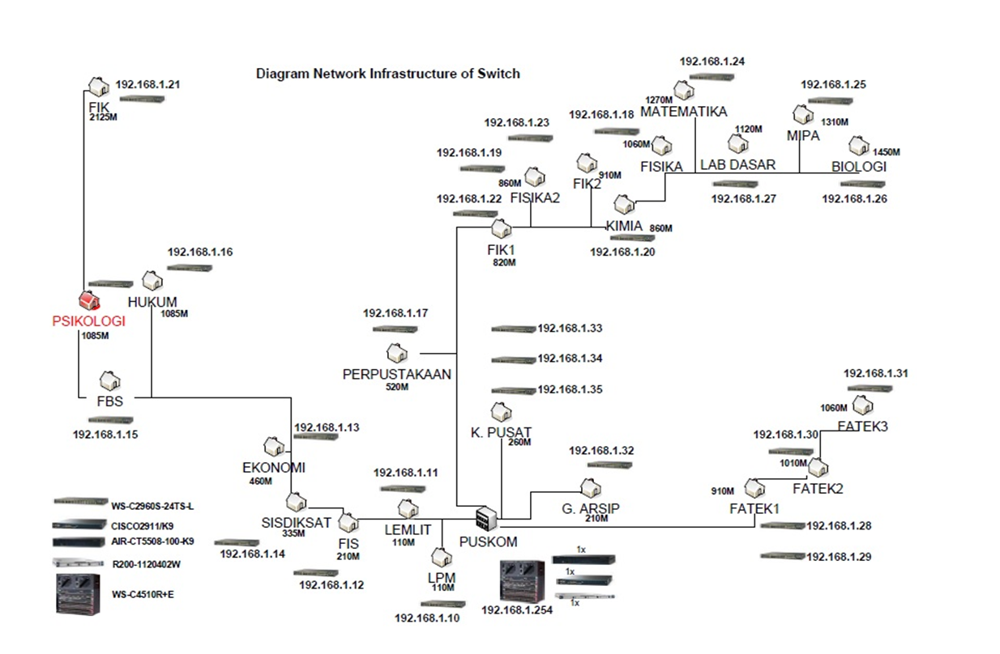 Diagram Network Infrastructure of Switch
192.168.1.21
FIK
2125M
192.168.1.24
1270M
MATEMATIKA
192.168.1.25
1310M
MIPA
192.168.1.18
1060M
FISIKA
1120M
LAB DASAR
192.168.1.27
1450M
BIOLOGI
192.168.1.26
192.168.1.23
192.168.1.19
860M
FISIKA2
910M
FIK2
192.168.1.22
FIK1
820M
KIMIA
860M
192.168.1.20
192.168.1.16
HUKUM
1085M
PSIKOLOGI
1085M
FBS
192.168.1.15
192.168.1.17
PERPUSTAKAAN
520M
192.168.1.33
192.168.1.34
192.168.1.35
K. PUSAT
260M
192.168.1.31
1060M
FATEK3
192.168.1.30
1010M
FATEK2
910M
FATEK1
192.168.1.28
192.168.1.29
192.168.1.32
G. ARSIP
210M
192.168.1.13
EKONOMI
460M
SISDIKSAT
335M
192.168.1.14
FIS
210M
192.168.1.12
192.168.1.11
LEMLIT
110M
LPM
110M
192.168.1.10
PUSKOM
192.168.1.254
1x
1x
1x
WS-C2960S-24TS-L
CISCO2911/K9
AIR-CT5508-100-K9
R200-1120402W
WS-C4510R+E